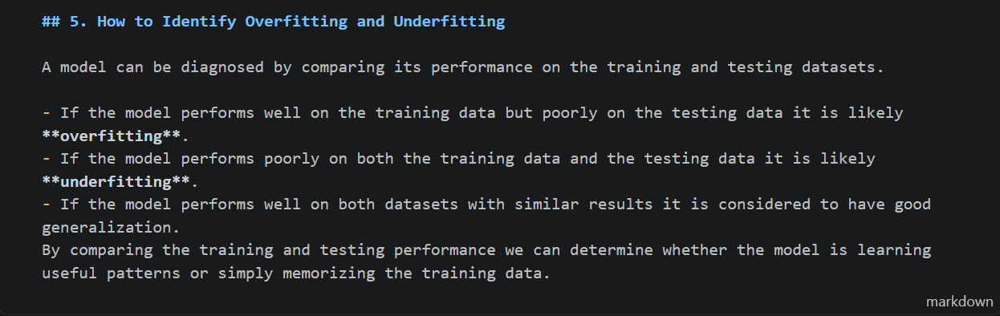 ## 5. How to Identify Overfitting and Underfitting
A model can be diagnosed by comparing its performance on the training and testing datasets.
- If the model performs well on the training data but poorly on the testing data it is likely
**overfitting**.
- If the model performs poorly on both the training data and the testing data it is likely
**underfitting**.
- If the model performs well on both datasets with similar results it is considered to have good
generalization.
By comparing the training and testing performance we can determine whether the model is learning
useful patterns or simply memorizing the training data.
markdown